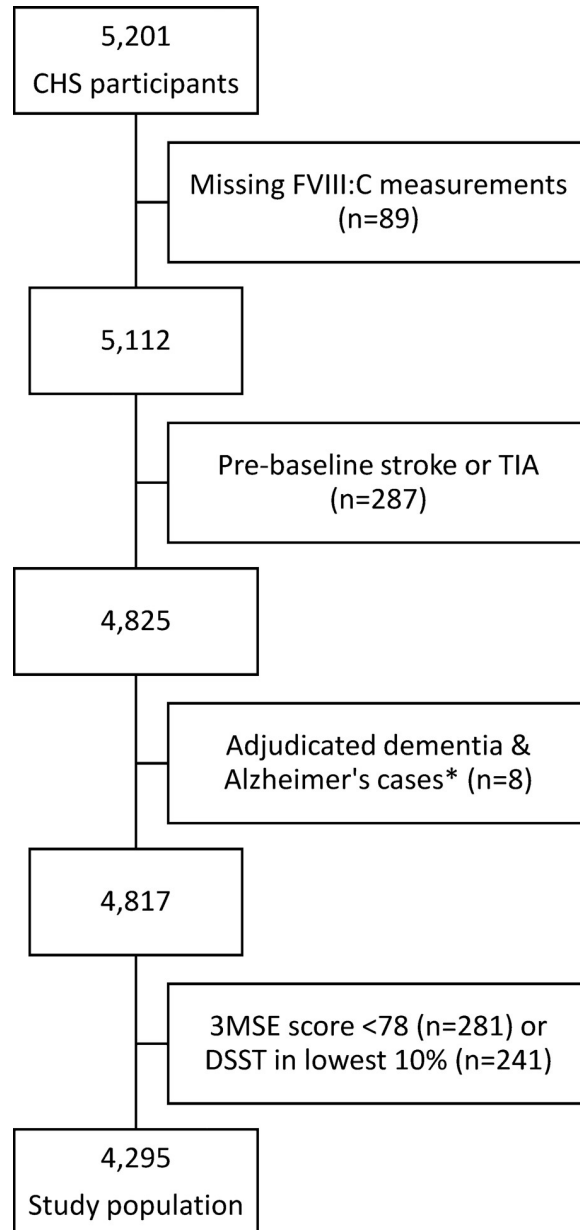 5,201
CHS participants
Missing FVIII:C measurements
(n=89)
5,112
Pre-baseline stroke or TIA
(n=287)
4,825
Adjudicated dementia &
Alzheimer's cases* (n=8)
4,817
3MSE score <78 (n=281) or
DSST in lowest 10% (n=241)
4,295
Study population